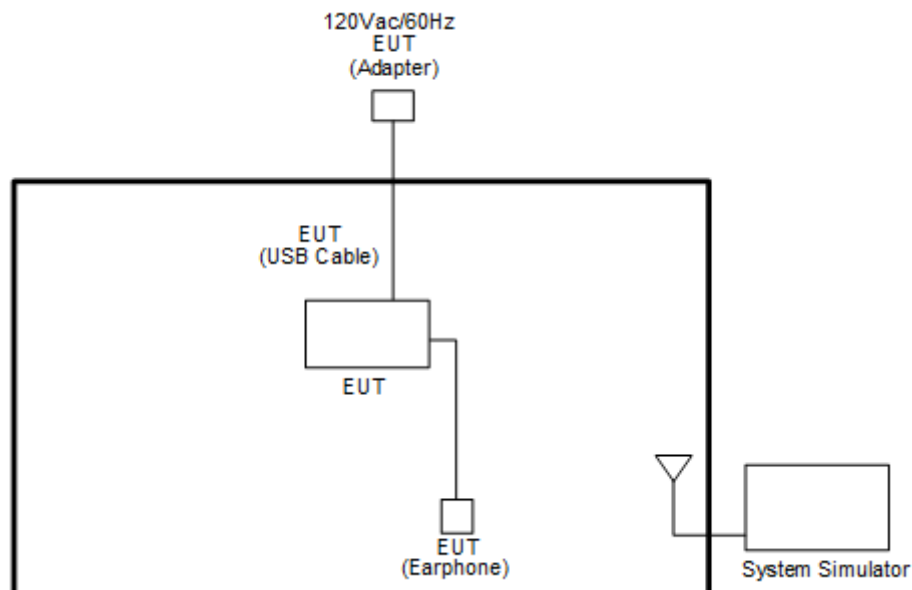 120Vac/60Hz
EUT
(Adapter)
EUT
(USB Cable)
EUT
EUT
(Earphone)
System Simulator